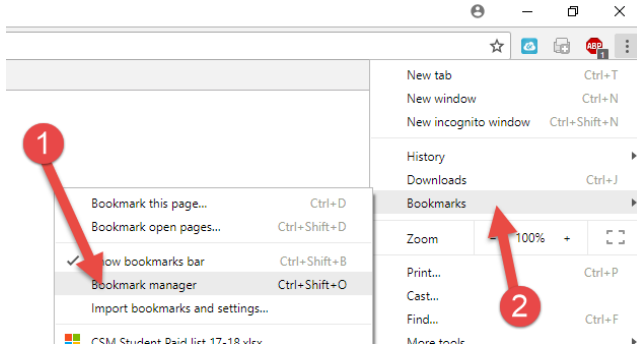 ABP
1
New tab Ctrl+T
New window Ctrl+N
New incognito window Ctrl+Shift+N
History
Downloads Ctrl+J
Bookmarks
Zoom - 100% +
Print... Ctrl+P
Cast...
Find... Ctrl+F
More tools
1
2
Bookmark this page... Ctrl+D
Bookmark open pages... Ctrl+Shift+D
how bookmarks bar Ctrl+Shift+B
Bookmark manager Ctrl+Shift+O
Import bookmarks and settings...
CSM Student Paid list 17-18.xlsx